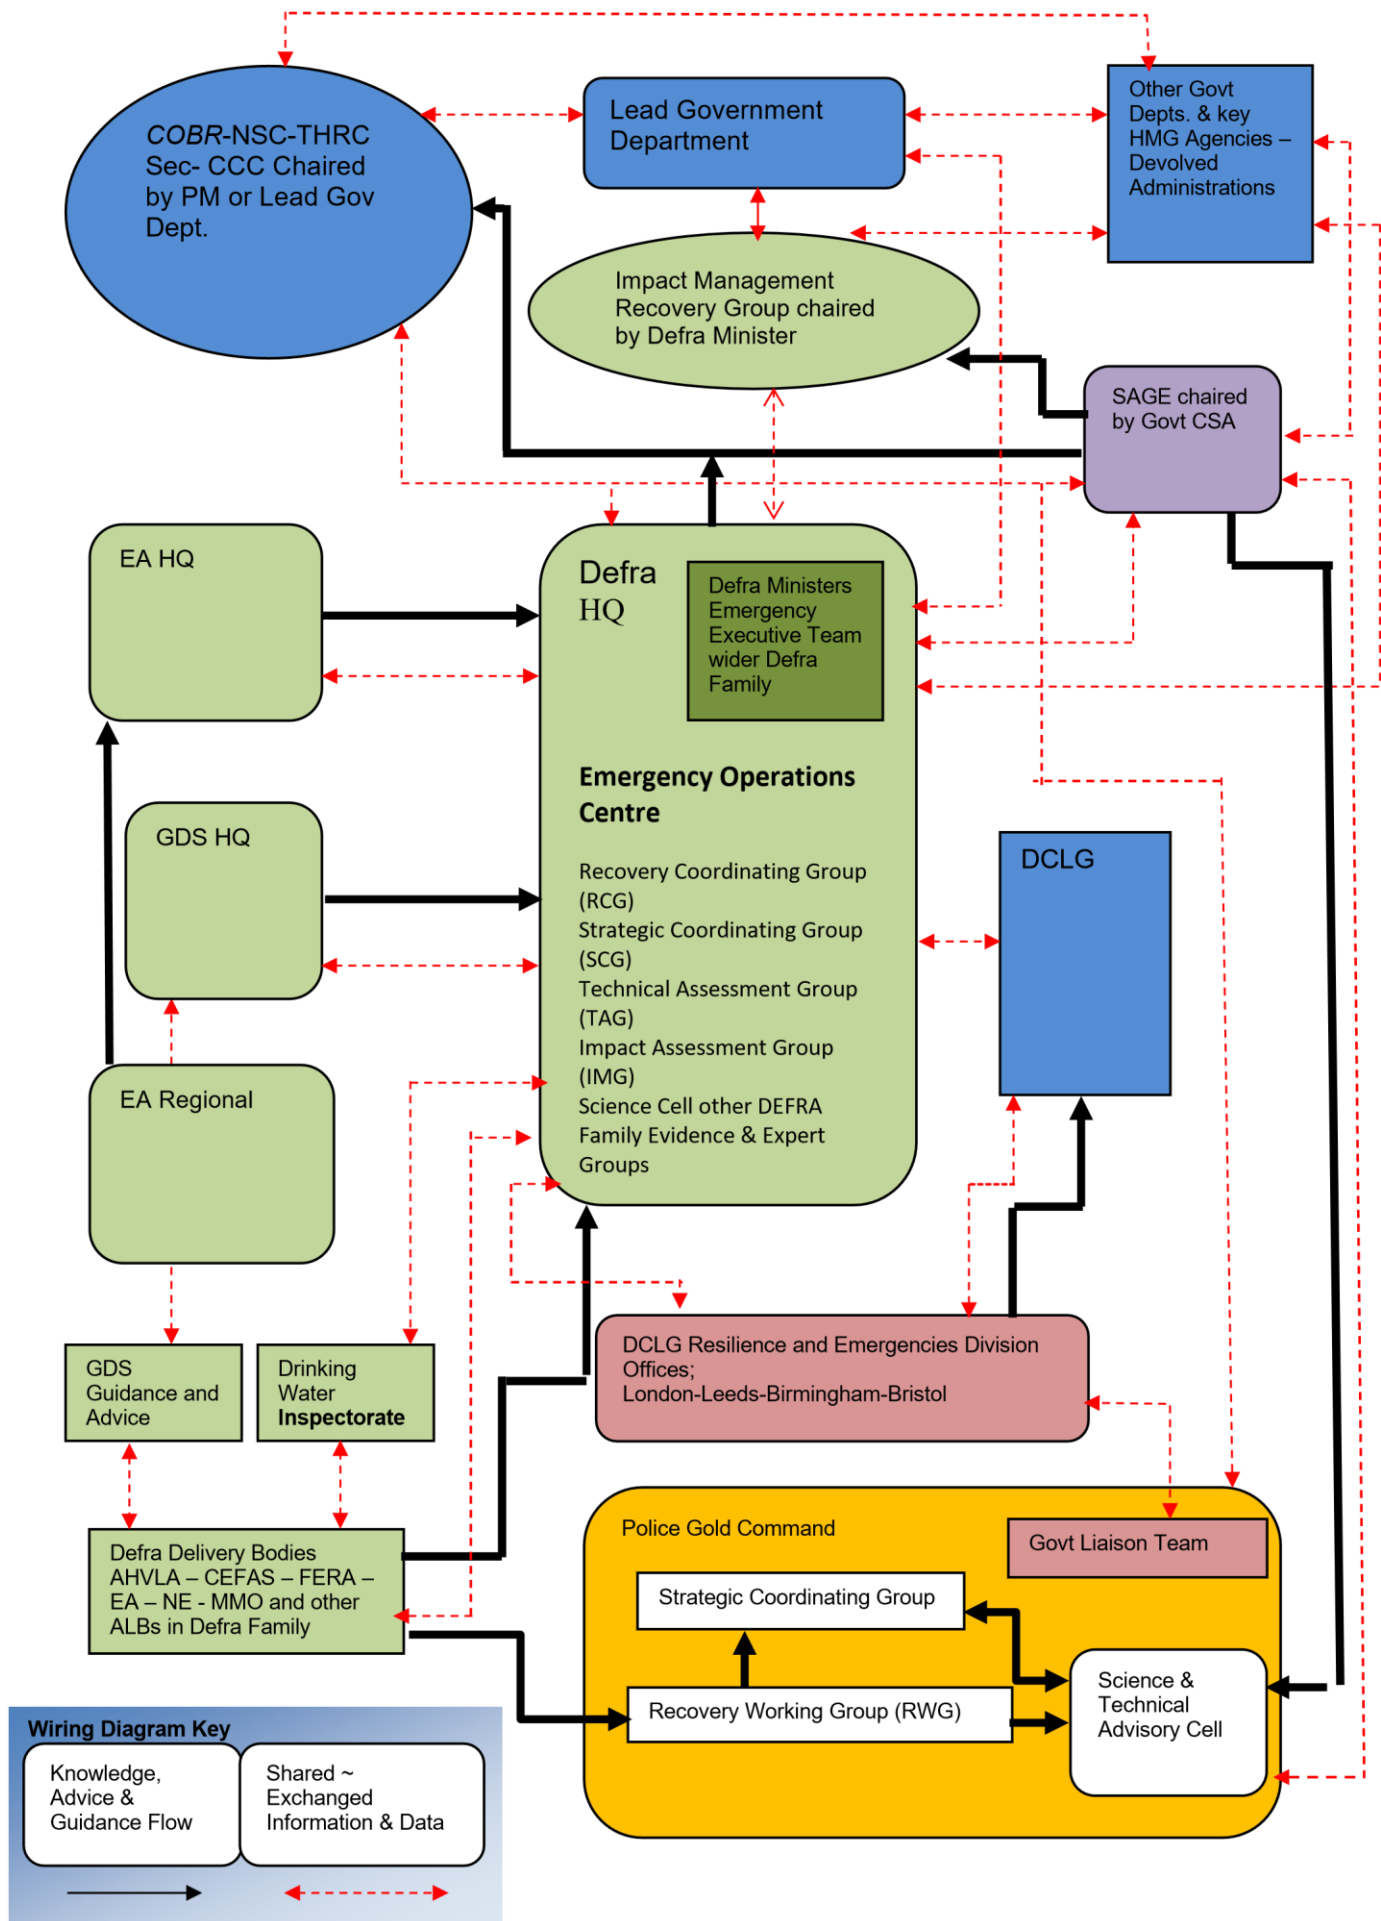 COBR-NSC-THRC
Sec- CCC Chaired
by PM or Lead Gov
Dept.
Lead Government
Department
Other Govt
Depts. & key
HMG Agencies –
Devolved
Administrations
Impact Management
Recovery Group chaired
by Defra Minister
SAGE chaired
by Govt CSA
EA HQ
Defra
HQ
Defra Ministers
Emergency
Executive Team
wider Defra
Family
Emergency Operations
Centre
GDS HQ
DCLG
Recovery Coordinating Group
(RCG)
Strategic Coordinating Group
(SCG)
Technical Assessment Group
(TAG)
Impact Assessment Group
(IMG)
Science Cell other DEFRA
Family Evidence & Expert
Groups
EA Regional
GDS
Guidance and
Advice
Drinking
Water
Inspectorate
DCLG Resilience and Emergencies Division
Offices;
London-Leeds-Birmingham-Bristol
Police Gold Command
Govt Liaison Team
Defra Delivery Bodies
AHVLA – CEFAS – FERA –
EA – NE - MMO and other
ALBs in Defra Family
Strategic Coordinating Group
Science &
Technical
Advisory Cell
Recovery Working Group (RWG)
Wiring Diagram Key
Knowledge,
Advice &
Guidance Flow
Shared ~
Exchanged
Information & Data